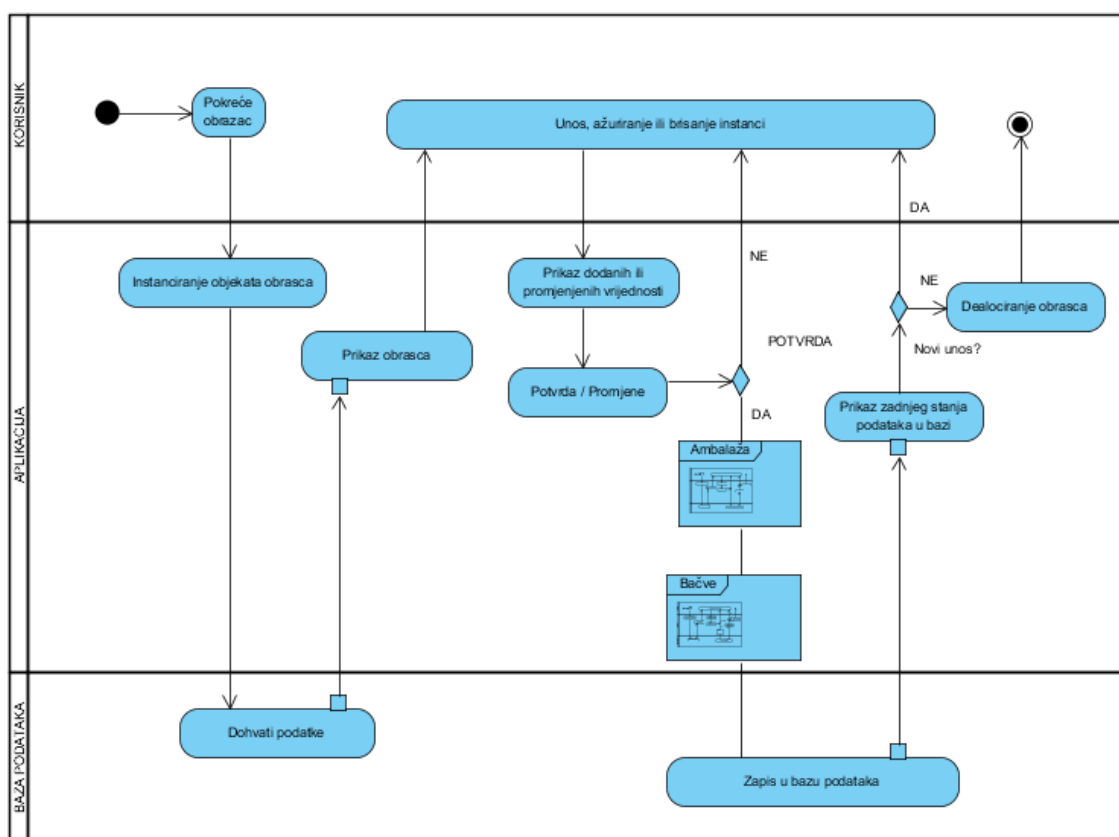 KORISNIK
Pokreće
obrazac
Unos, ažuriranje ili brisanje instanci
DA
APLIKACIJA
Instanciranje objekata obrasca
Prikaz dodanih ili
promjenjenih vrijednosti
NE
NE
Dealociranje obrasca
Prikaz obrasca
POTVRDA
Novi unos?
Potvrda / Promjene
DA
Prikaz zadnjeg stanja
podataka u bazi
Ambalaža
Bačve
BAZA PODATAKA
Dohvati podatke
Zapis u bazu podataka